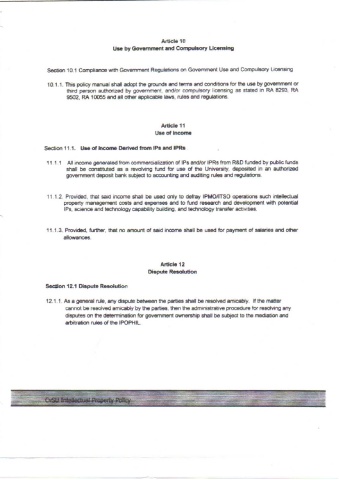 Article 10
Use by Government and Compulsory Licensing
Section 10.1 Compliance with Government Regulations on Government Use and Compulsory Licensing
10.1.1. This policy manual shall adopt the grounds and terms and conditions for the use by government or
third person authorized by government, and/or compulsory licensing as stated in RA 8293, RA
9502, RA 10055 and all other applicable laws, rules and regulations.
Article 11
Use of Income
Section 11.1. Use of Income Derived from IPs and IPRs
11.1.1 All income generated from commercialization of IPs and/or IPRs from R&D funded by public funds
shall be constituted as a revolving fund for use of the University, deposited in an authorized
government deposit bank subject to accounting and auditing rules and regulations.
11.1.2. Provided, that said income shall be used only to defray IPMO/ITSO operations such intellectual
property management costs and expenses and to fund research and development with potential
IPs, science and technology capability building, and technology transfer activities.
11.1.3. Provided, further, that no amount of said income shall be used for payment of salaries and other
allowances.
Article 12
Dispute Resolution
Section 12.1 Dispute Resolution
12.1.1. As a general rule, any dispute between the parties shall be resolved amicably. If the matter
cannot be resolved amicably by the parties, then the administrative procedure for resolving any
disputes on the determination for government ownership shall be subject to the mediation and
arbitration rules of the IPOPHIL.
Intellectual Property Policy